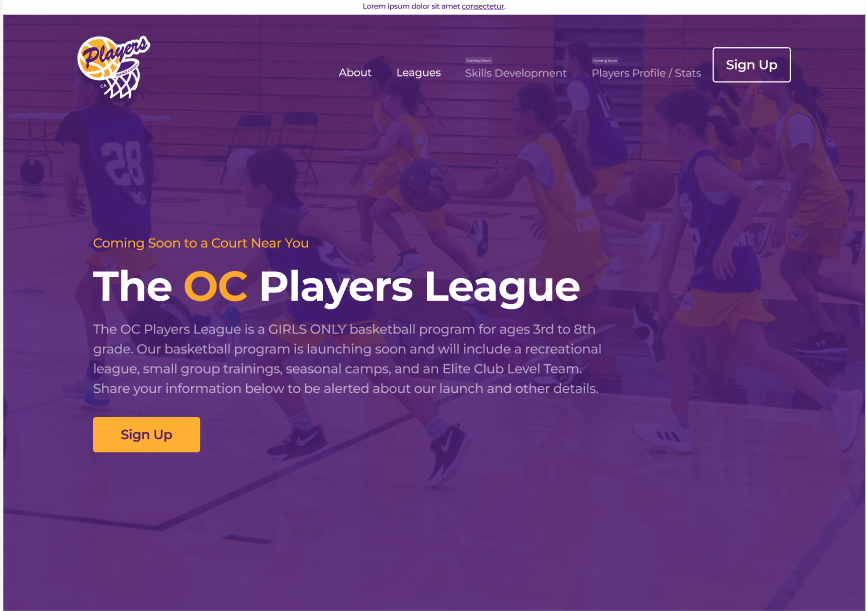 Lorem ipsum dolor sit amet consectetur.
Players
About
Leagues
Coming Soon
Skills Development
Coming Soon
Players Profile / Stats
Sign Up
28
Coming Soon to a Court Near You
The OC Players League
The OC Players League is a GIRLS ONLY basketball program for ages 3rd to 8th
grade. Our basketball program is launching soon and will include a recreational
league, small group trainings, seasonal camps, and an Elite Club Level Team.
Share your information below to be alerted about our launch and other details.
Sign Up